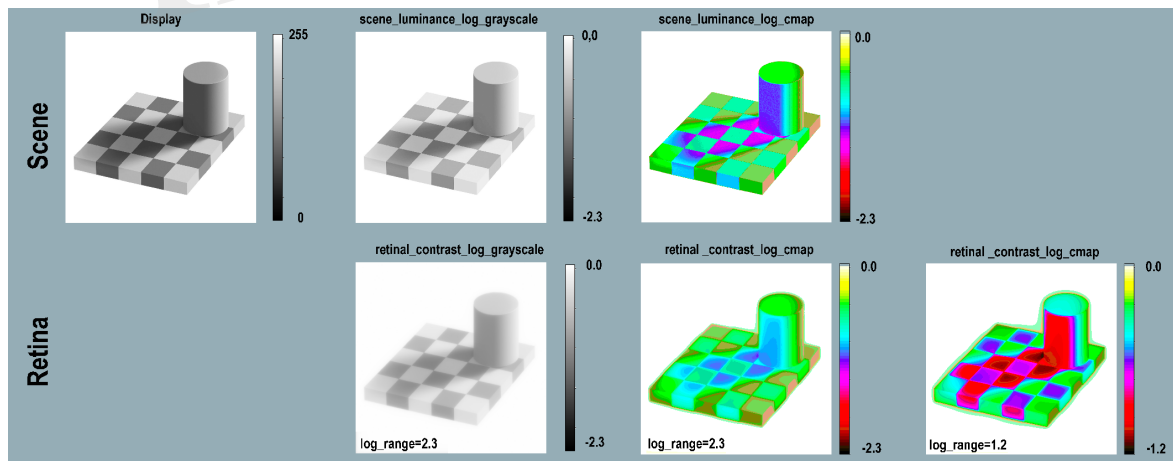 Display
scene_luminance_log_grayscale
scene_luminance_log_cmap
255
0,0
0.0
Scene
0
-2.3
-2.3
retinal_contrast_log_grayscale
retinal _contrast_log_cmap
retinal _contrast_log_cmap
0.0
0.0
0.0
Retina
log_range=2.3
-2.3
log_range=2.3
-2.3
log_range=1.2
-1.2